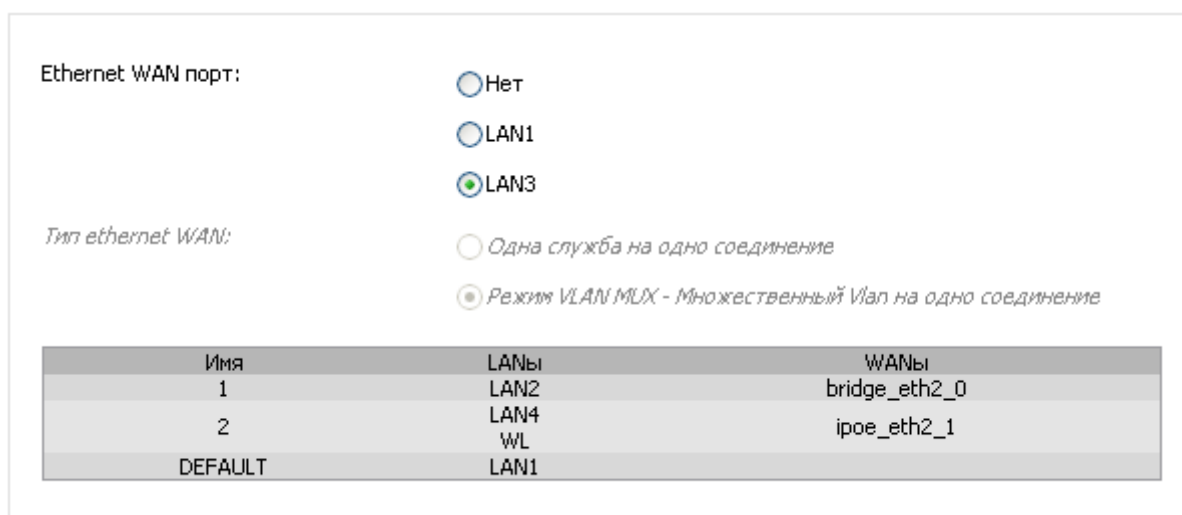 Ethernet WAN порт:
Нет
LAN1
LAN3
Тип ethernet WAN:
Одна служба на одно соединение
Режим VLAN MUX - Множественный Vlan на одно соединение
Имя LANы WANы
1 LAN2 bridge_eth2_0
2 LAN4 WL ipoe_eth2_1
DEFAULT LAN1